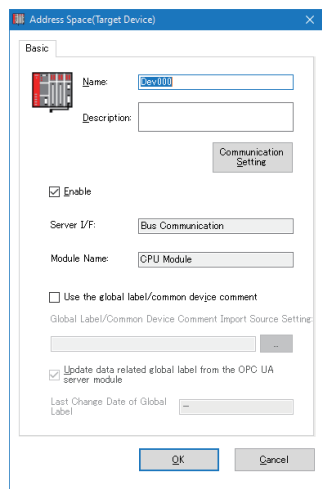 Address Space(Target Device)
Basic
Name:
Dev000
Description:
Communication
Setting
Enable
Server I/F:
Bus Communication
Module Name:
CPU Module
Use the global label/common device comment
Global Label/Common Device Comment Import Source Setting:
...
Update data related global label from the OPC UA
server module
Last Change Date of Global
Label
—
OK
Cancel